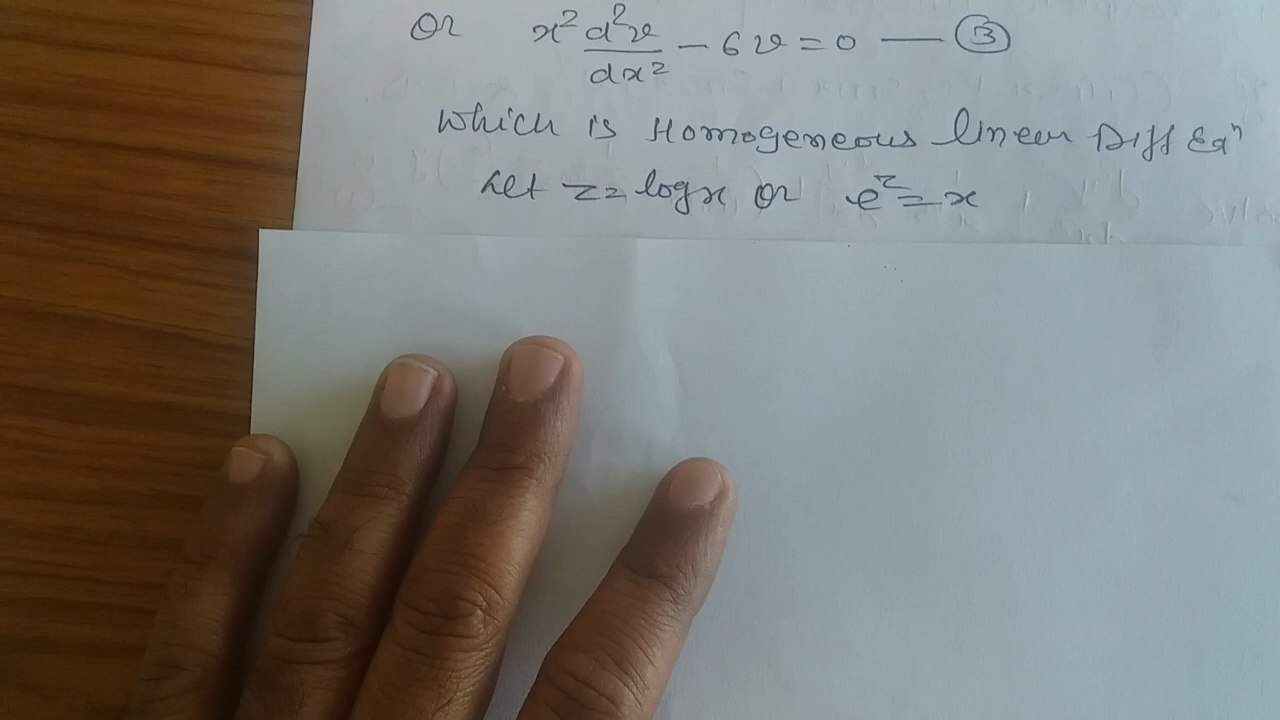 Or x² d²v/dx² – 6v = 0 — (3)
which is Homogeneous linear Diff Eqⁿ
Let z = log x or e^z = x